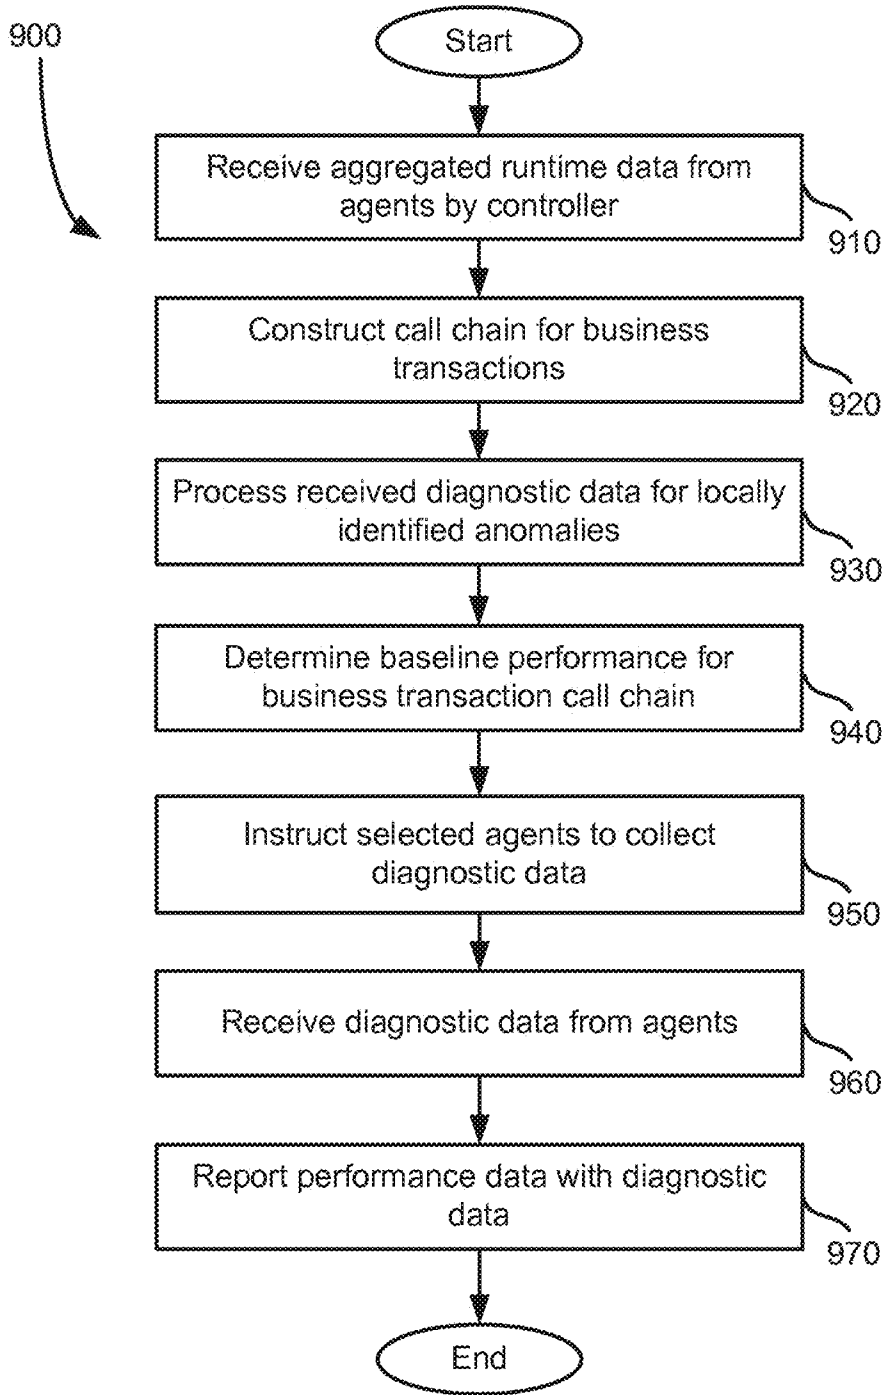 900
Start
Receive aggregated runtime data from
agents by controller
910
Construct call chain for business
transactions
920
Process received diagnostic data for locally
identified anomalies
930
Determine baseline performance for
business transaction call chain
940
Instruct selected agents to collect
diagnostic data
950
Receive diagnostic data from agents
960
Report performance data with diagnostic
data
970
End